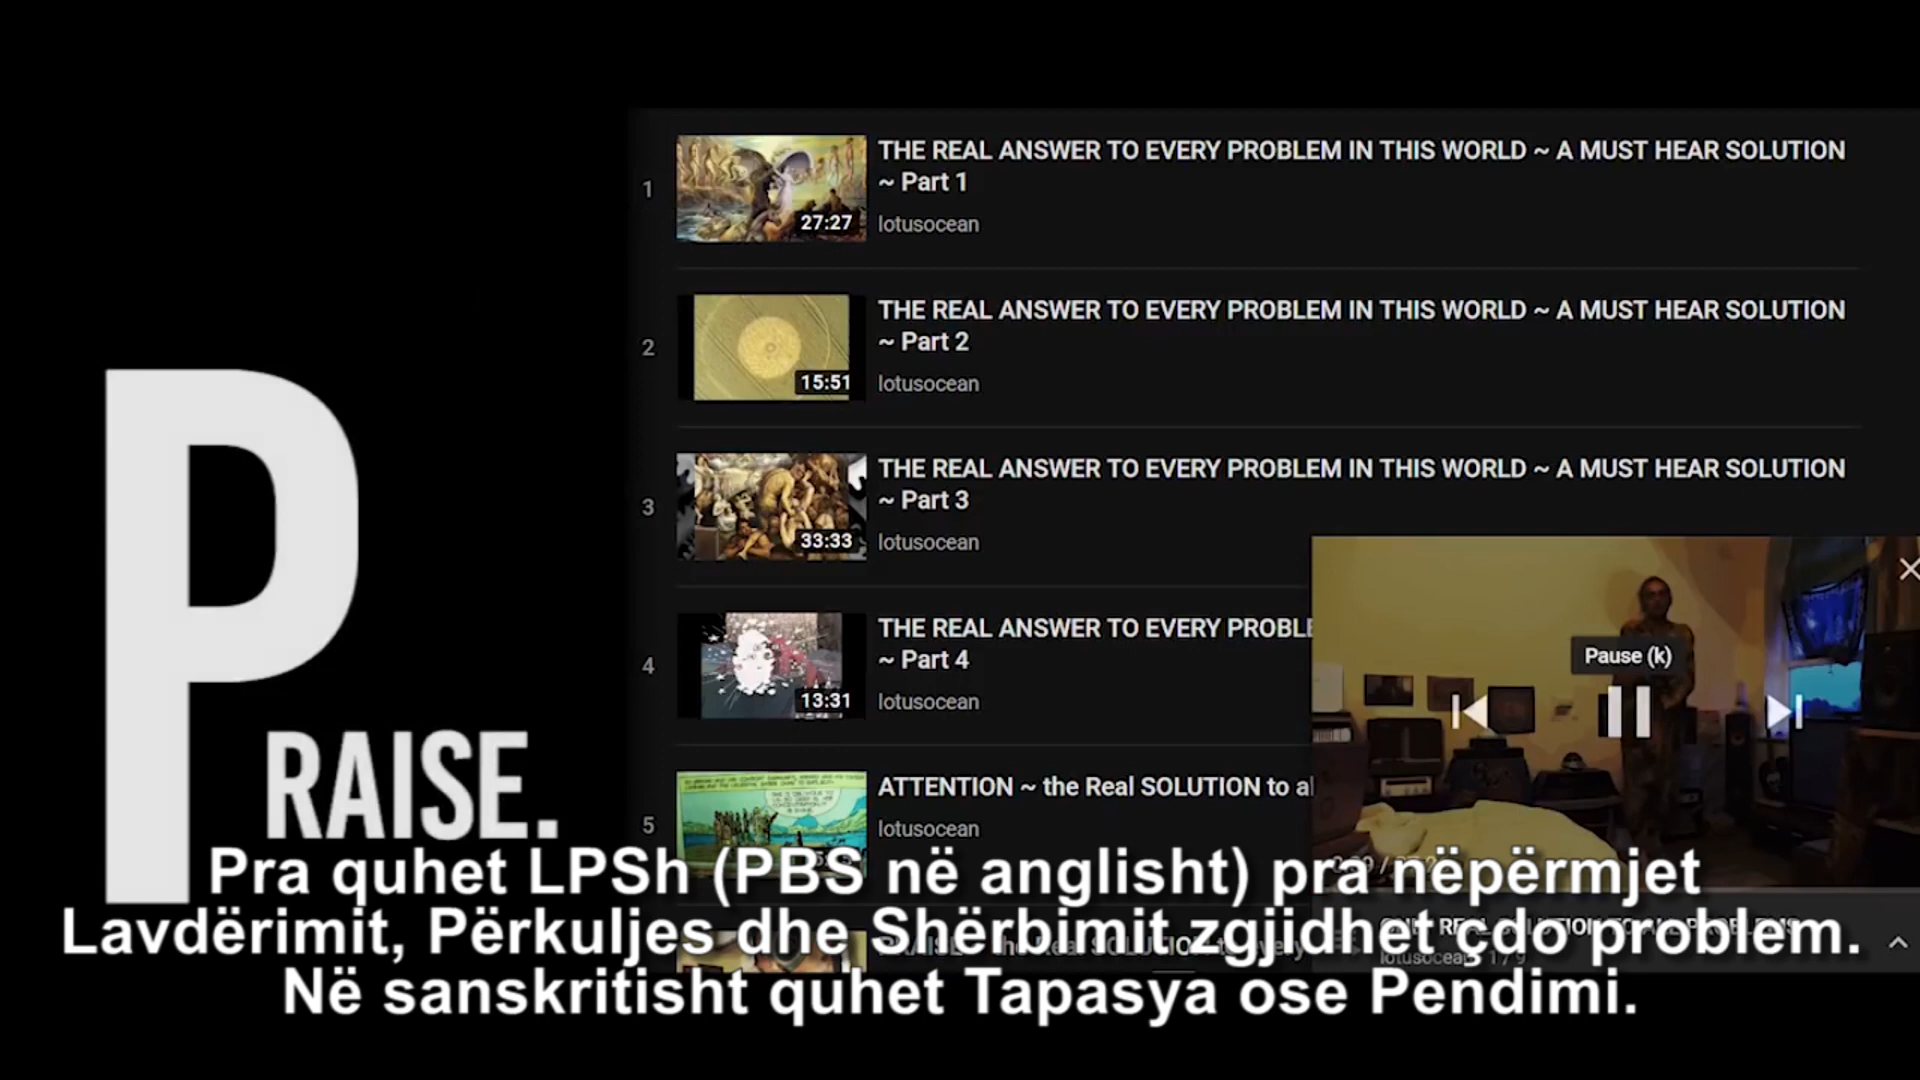 1
THE REAL ANSWER TO EVERY PROBLEM IN THIS WORLD ~ A MUST HEAR SOLUTION
~ Part 1
27:27
lotusocean
2
THE REAL ANSWER TO EVERY PROBLEM IN THIS WORLD ~ A MUST HEAR SOLUTION
~ Part 2
15:51
lotusocean
3
THE REAL ANSWER TO EVERY PROBLEM IN THIS WORLD ~ A MUST HEAR SOLUTION
~ Part 3
33:33
lotusocean
4
THE REAL ANSWER TO EVERY PROBLE
~ Part 4
13:31
lotusocean
Pause (k)
5
ATTENTION ~ the Real SOLUTION to al
lotusocean
PRAISE.
Pra quhet LPSh (PBS në anglisht) pra nëpërmjet
Lavdërimit, Përkuljes dhe Shërbimit zgjidhet çdo problem.
Në sanskritisht quhet Tapasya ose Pendimi.